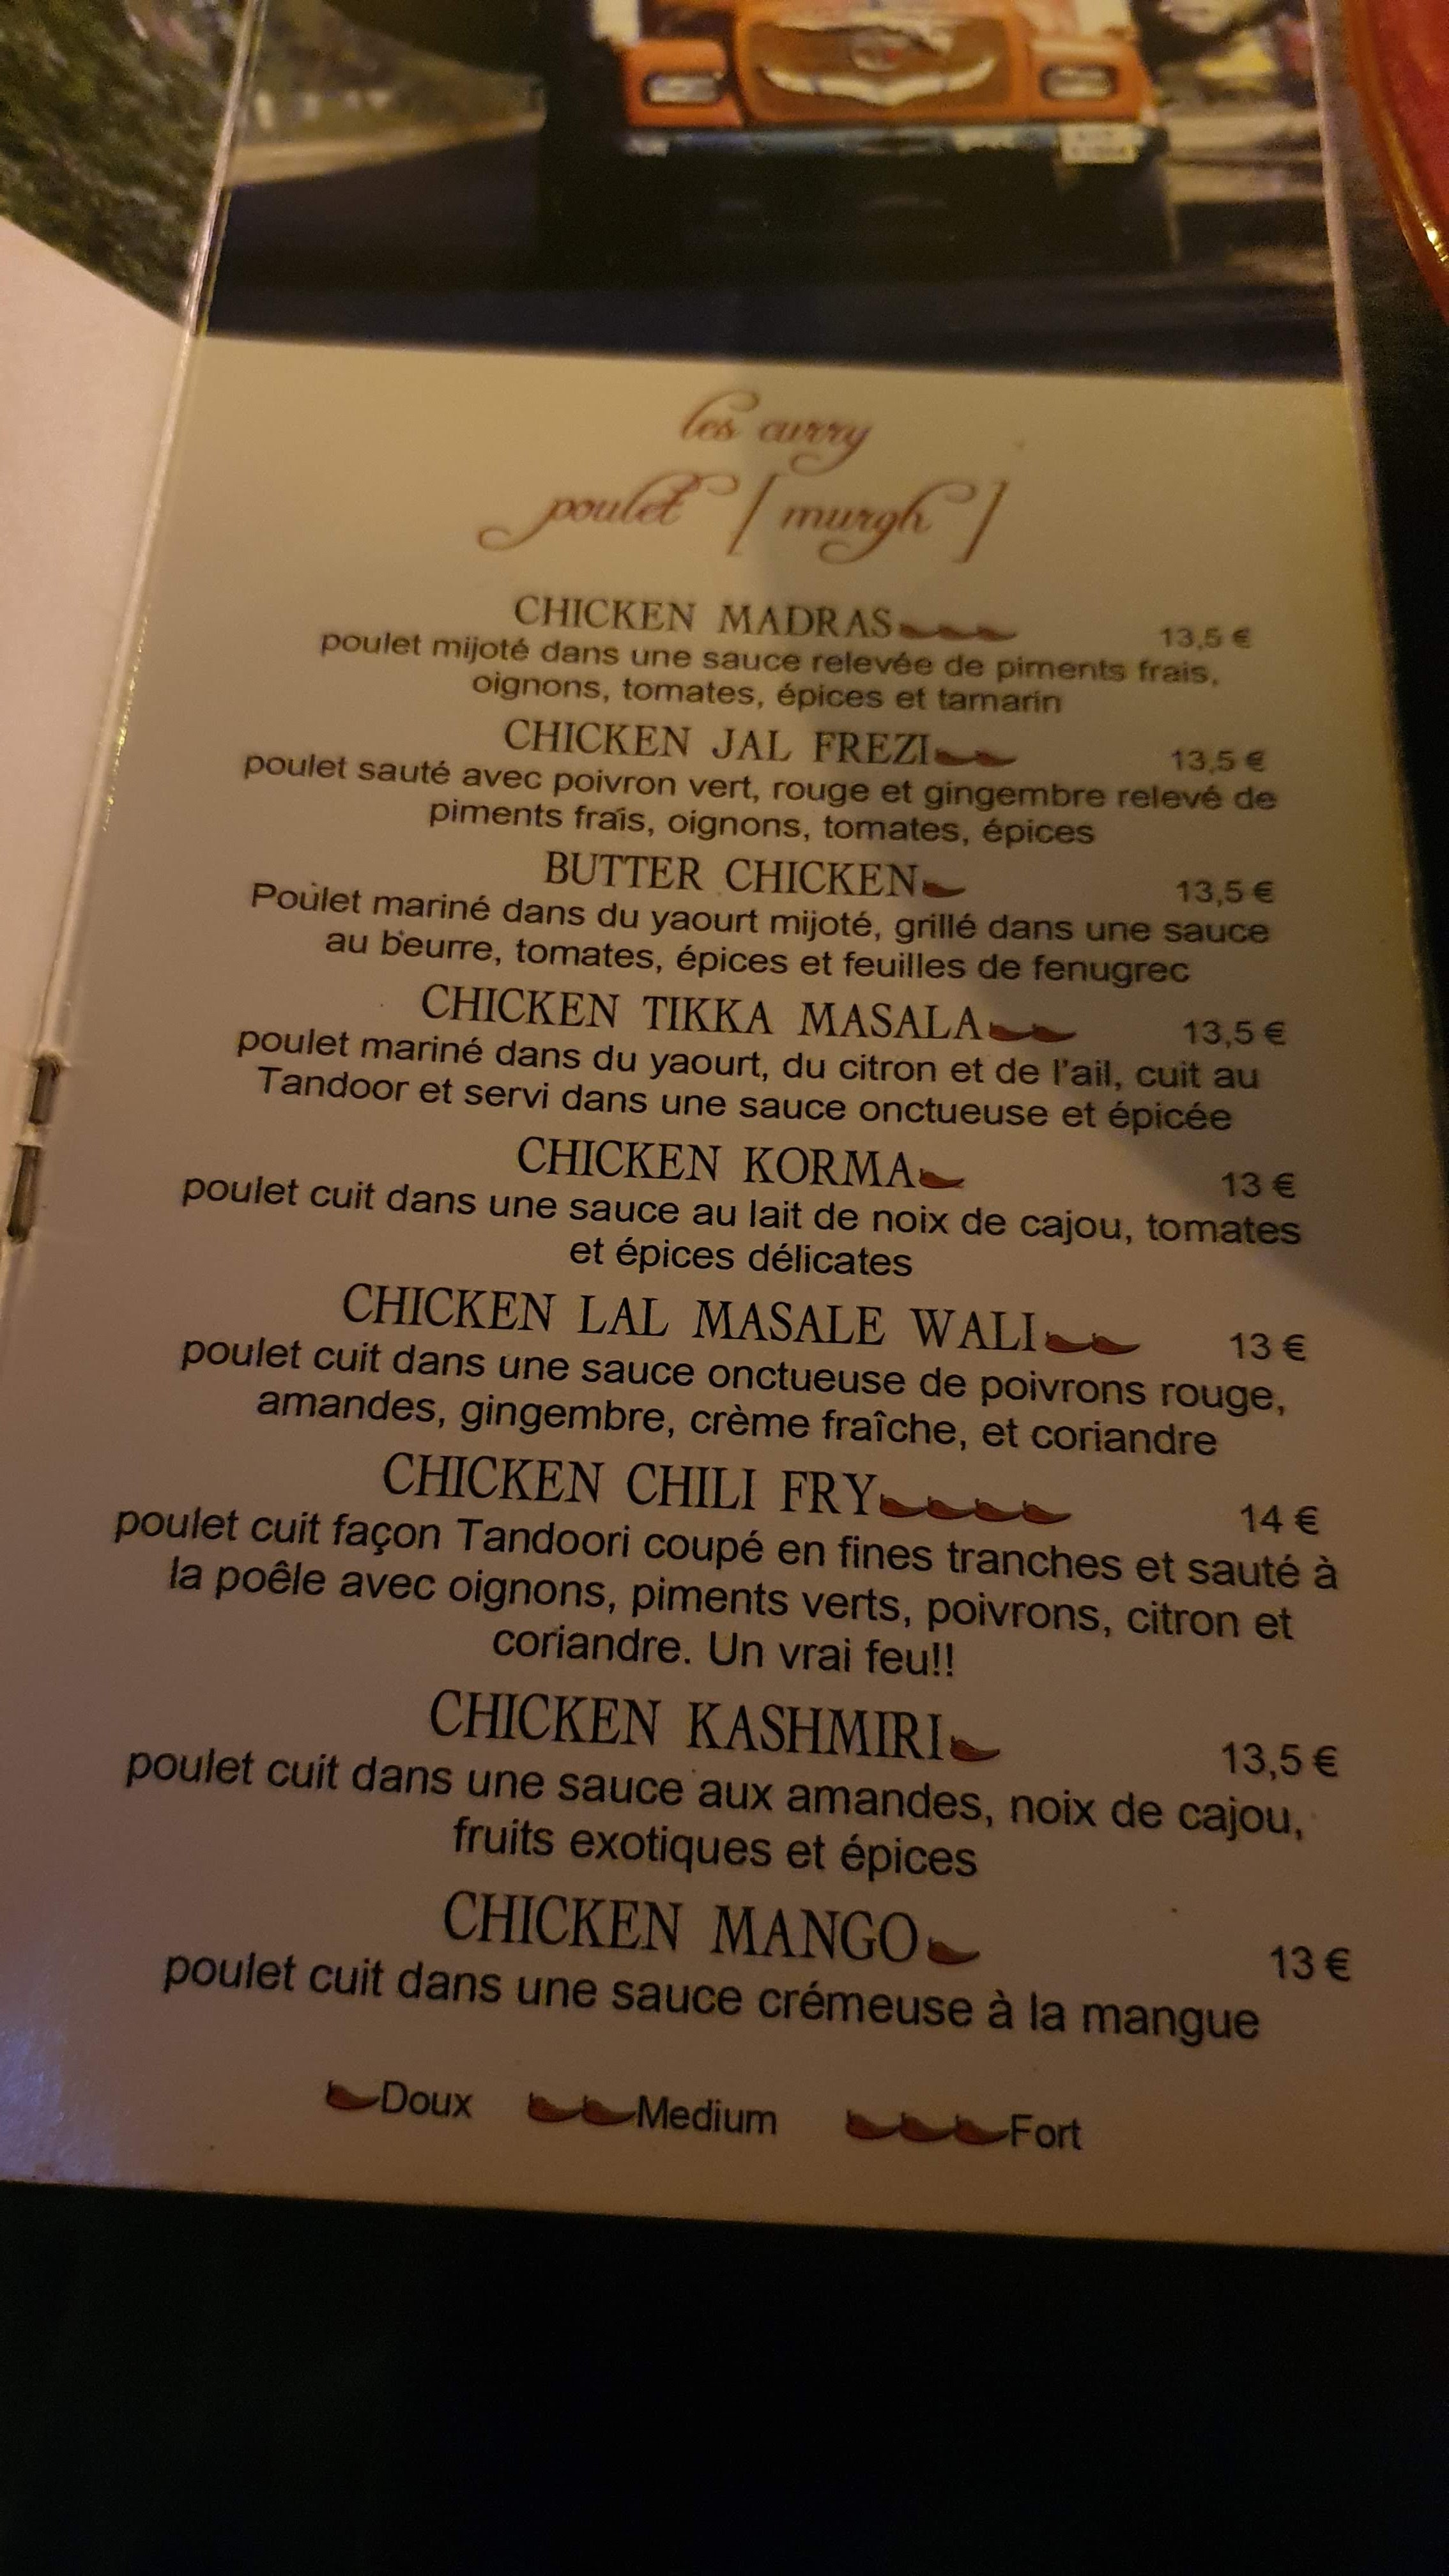 les curry
poulet [ murgh ]
CHICKEN MADRAS 13,5 €
poulet mijoté dans une sauce relevée de piments frais,
oignons, tomates, épices et tamarin
CHICKEN JAL FREZI 13,5 €
poulet sauté avec poivron vert, rouge et gingembre relevé de
piments frais, oignons, tomates, épices
BUTTER CHICKEN 13,5 €
Poulet mariné dans du yaourt mijoté, grillé dans une sauce
au beurre, tomates, épices et feuilles de fenugrec
CHICKEN TIKKA MASALA 13,5 €
poulet mariné dans du yaourt, du citron et de l'ail, cuit au
Tandoor et servi dans une sauce onctueuse et épicée
CHICKEN KORMA 13 €
poulet cuit dans une sauce au lait de noix de cajou, tomates
et épices délicates
CHICKEN LAL MASALE WALI 13 €
poulet cuit dans une sauce onctueuse de poivrons rouge,
amandes, gingembre, crème fraîche, et coriandre
CHICKEN CHILI FRY 14 €
poulet cuit façon Tandoori coupé en fines tranches et sauté à
la poêle avec oignons, piments verts, poivrons, citron et
coriandre. Un vrai feu!!
CHICKEN KASHMIRI 13,5 €
poulet cuit dans une sauce aux amandes, noix de cajou,
fruits exotiques et épices
CHICKEN MANGO 13 €
poulet cuit dans une sauce crémeuse à la mangue
Doux Medium Fort